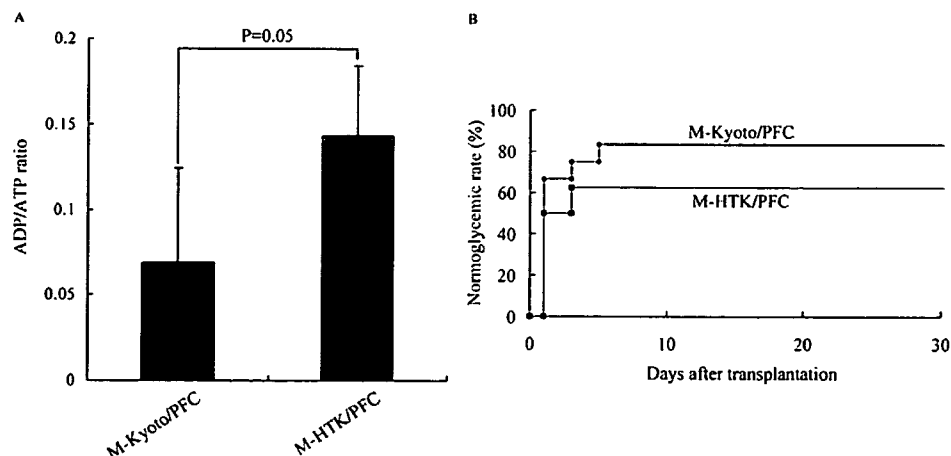 A
P=0.05
0.2
0.15
0.1
0.05
0
ADP/ATP ratio
M-Kyoto/PFC
M-HTK/PFC
B
100
80
60
40
20
0
Normoglycemic rate (%)
M-Kyoto/PFC
M-HTK/PFC
0
10
20
30
Days after transplantation